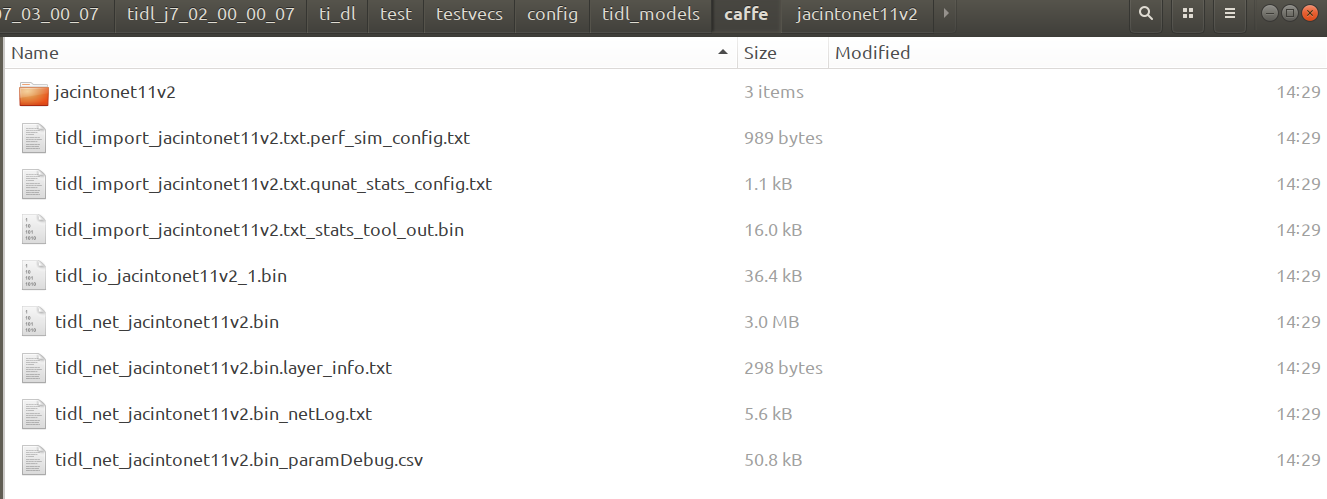 07_03_00_07 tidl_j7_02_00_00_07 ti_dl test testvecs config tidl_models caffe jacintonet11v2
Name Size Modified
jacintonet11v2 3 items 14:29
tidl_import_jacintonet11v2.txt.perf_sim_config.txt 989 bytes 14:29
tidl_import_jacintonet11v2.txt.qunat_stats_config.txt 1.1 kB 14:29
tidl_import_jacintonet11v2.txt_stats_tool_out.bin 16.0 kB 14:29
tidl_io_jacintonet11v2_1.bin 36.4 kB 14:29
tidl_net_jacintonet11v2.bin 3.0 MB 14:29
tidl_net_jacintonet11v2.bin.layer_info.txt 298 bytes 14:29
tidl_net_jacintonet11v2.bin_netLog.txt 5.6 kB 14:29
tidl_net_jacintonet11v2.bin_paramDebug.csv 50.8 kB 14:29